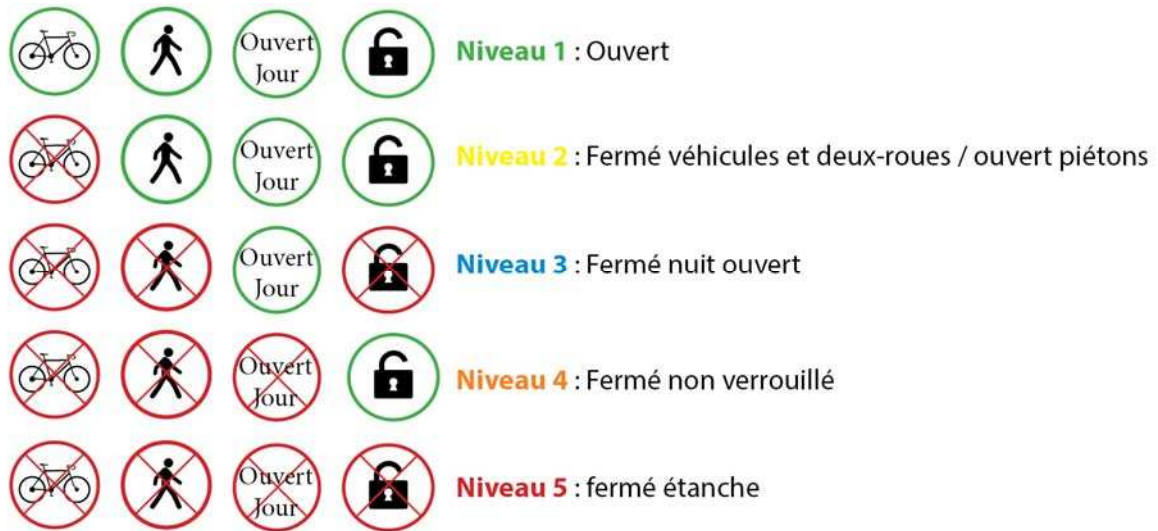 Ouvert
Jour
Niveau 1 : Ouvert
Ouvert
Jour
Niveau 2 : Fermé véhicules et deux-roues / ouvert piétons
Ouvert
Jour
Niveau 3 : Fermé nuit ouvert
Ouvert
Jour
Niveau 4 : Fermé non verrouillé
Ouvert
Jour
Niveau 5 : fermé étanche